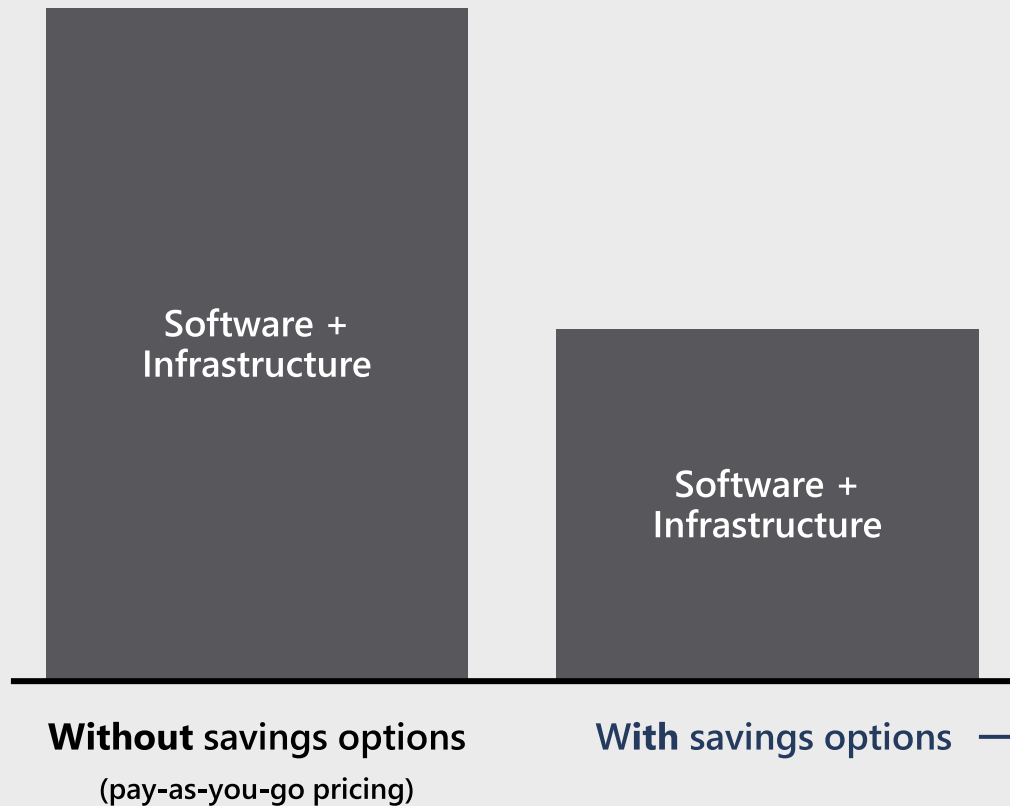 Software +
Infrastructure
Software +
Infrastructure
Without savings options
(pay-as-you-go pricing)
With savings options